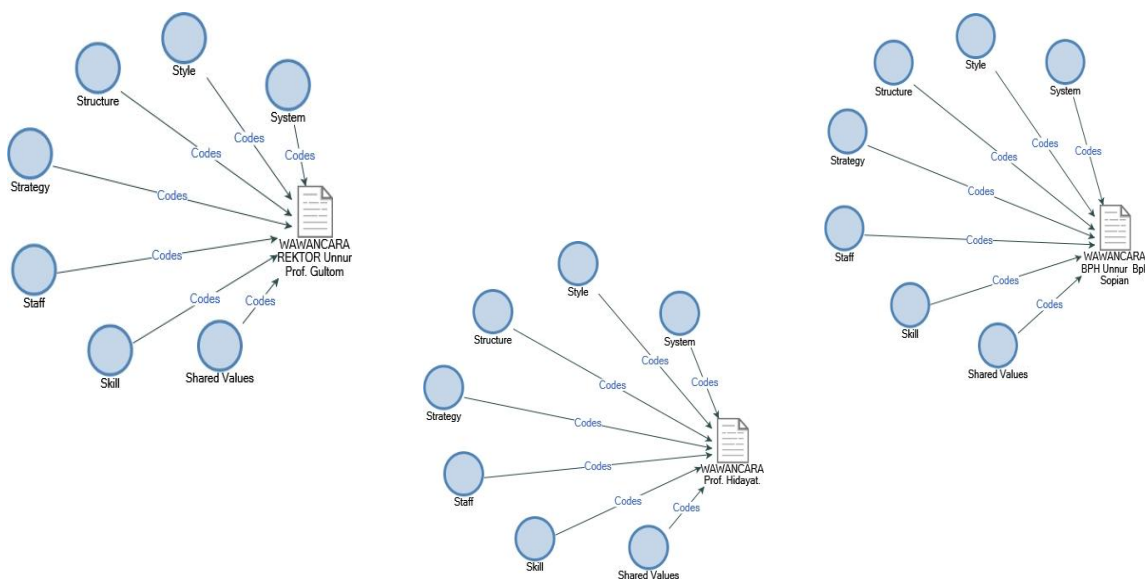 Style
Structure
System
Codes
Codes
Codes
Strategy
Codes
WAWANCARA
REKTOR Unnur
Prof. Gultom
Codes
Staff
Codes
Codes
Skill
Shared Values
Style
Structure
System
Codes
Codes
Codes
Strategy
Codes
WAWANCARA
Prof. Hidayat.
Codes
Staff
Codes
Codes
Skill
Shared Values
Style
Structure
System
Codes
Codes
Codes
Strategy
Codes
Codes
Staff
WAWANCARA
BPH Unnur Bpl
Sopian
Codes
Codes
Skill
Shared Values